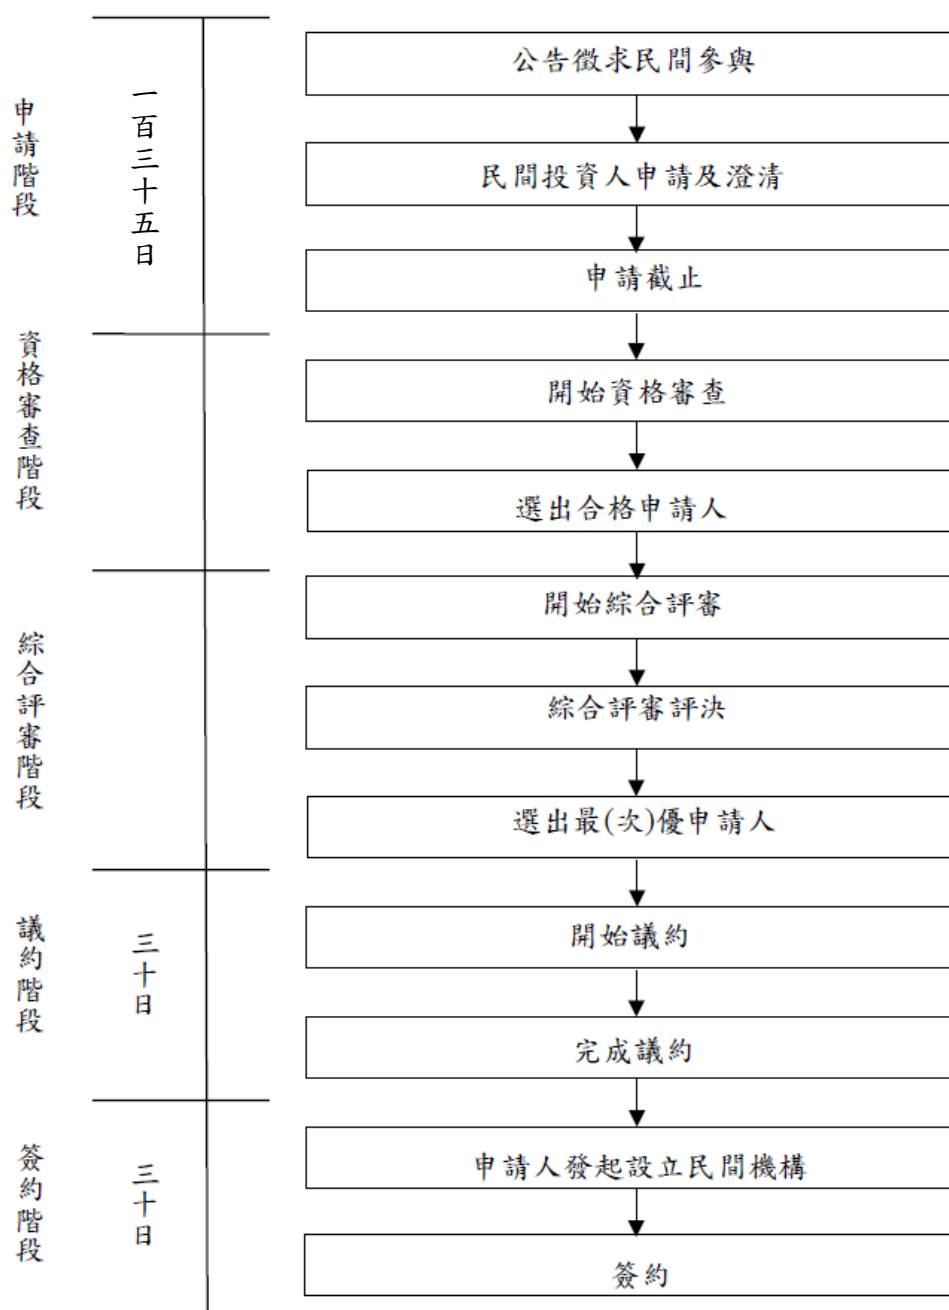 公告徵求民間參與
申請階段
一百三十五日
民間投資人申請及澄清
申請截止
資格審查階段
開始資格審查
選出合格申請人
綜合評審階段
開始綜合評審
綜合評審評決
選出最(次)優申請人
議約階段
三十日
開始議約
完成議約
簽約階段
三十日
申請人發起設立民間機構
簽約